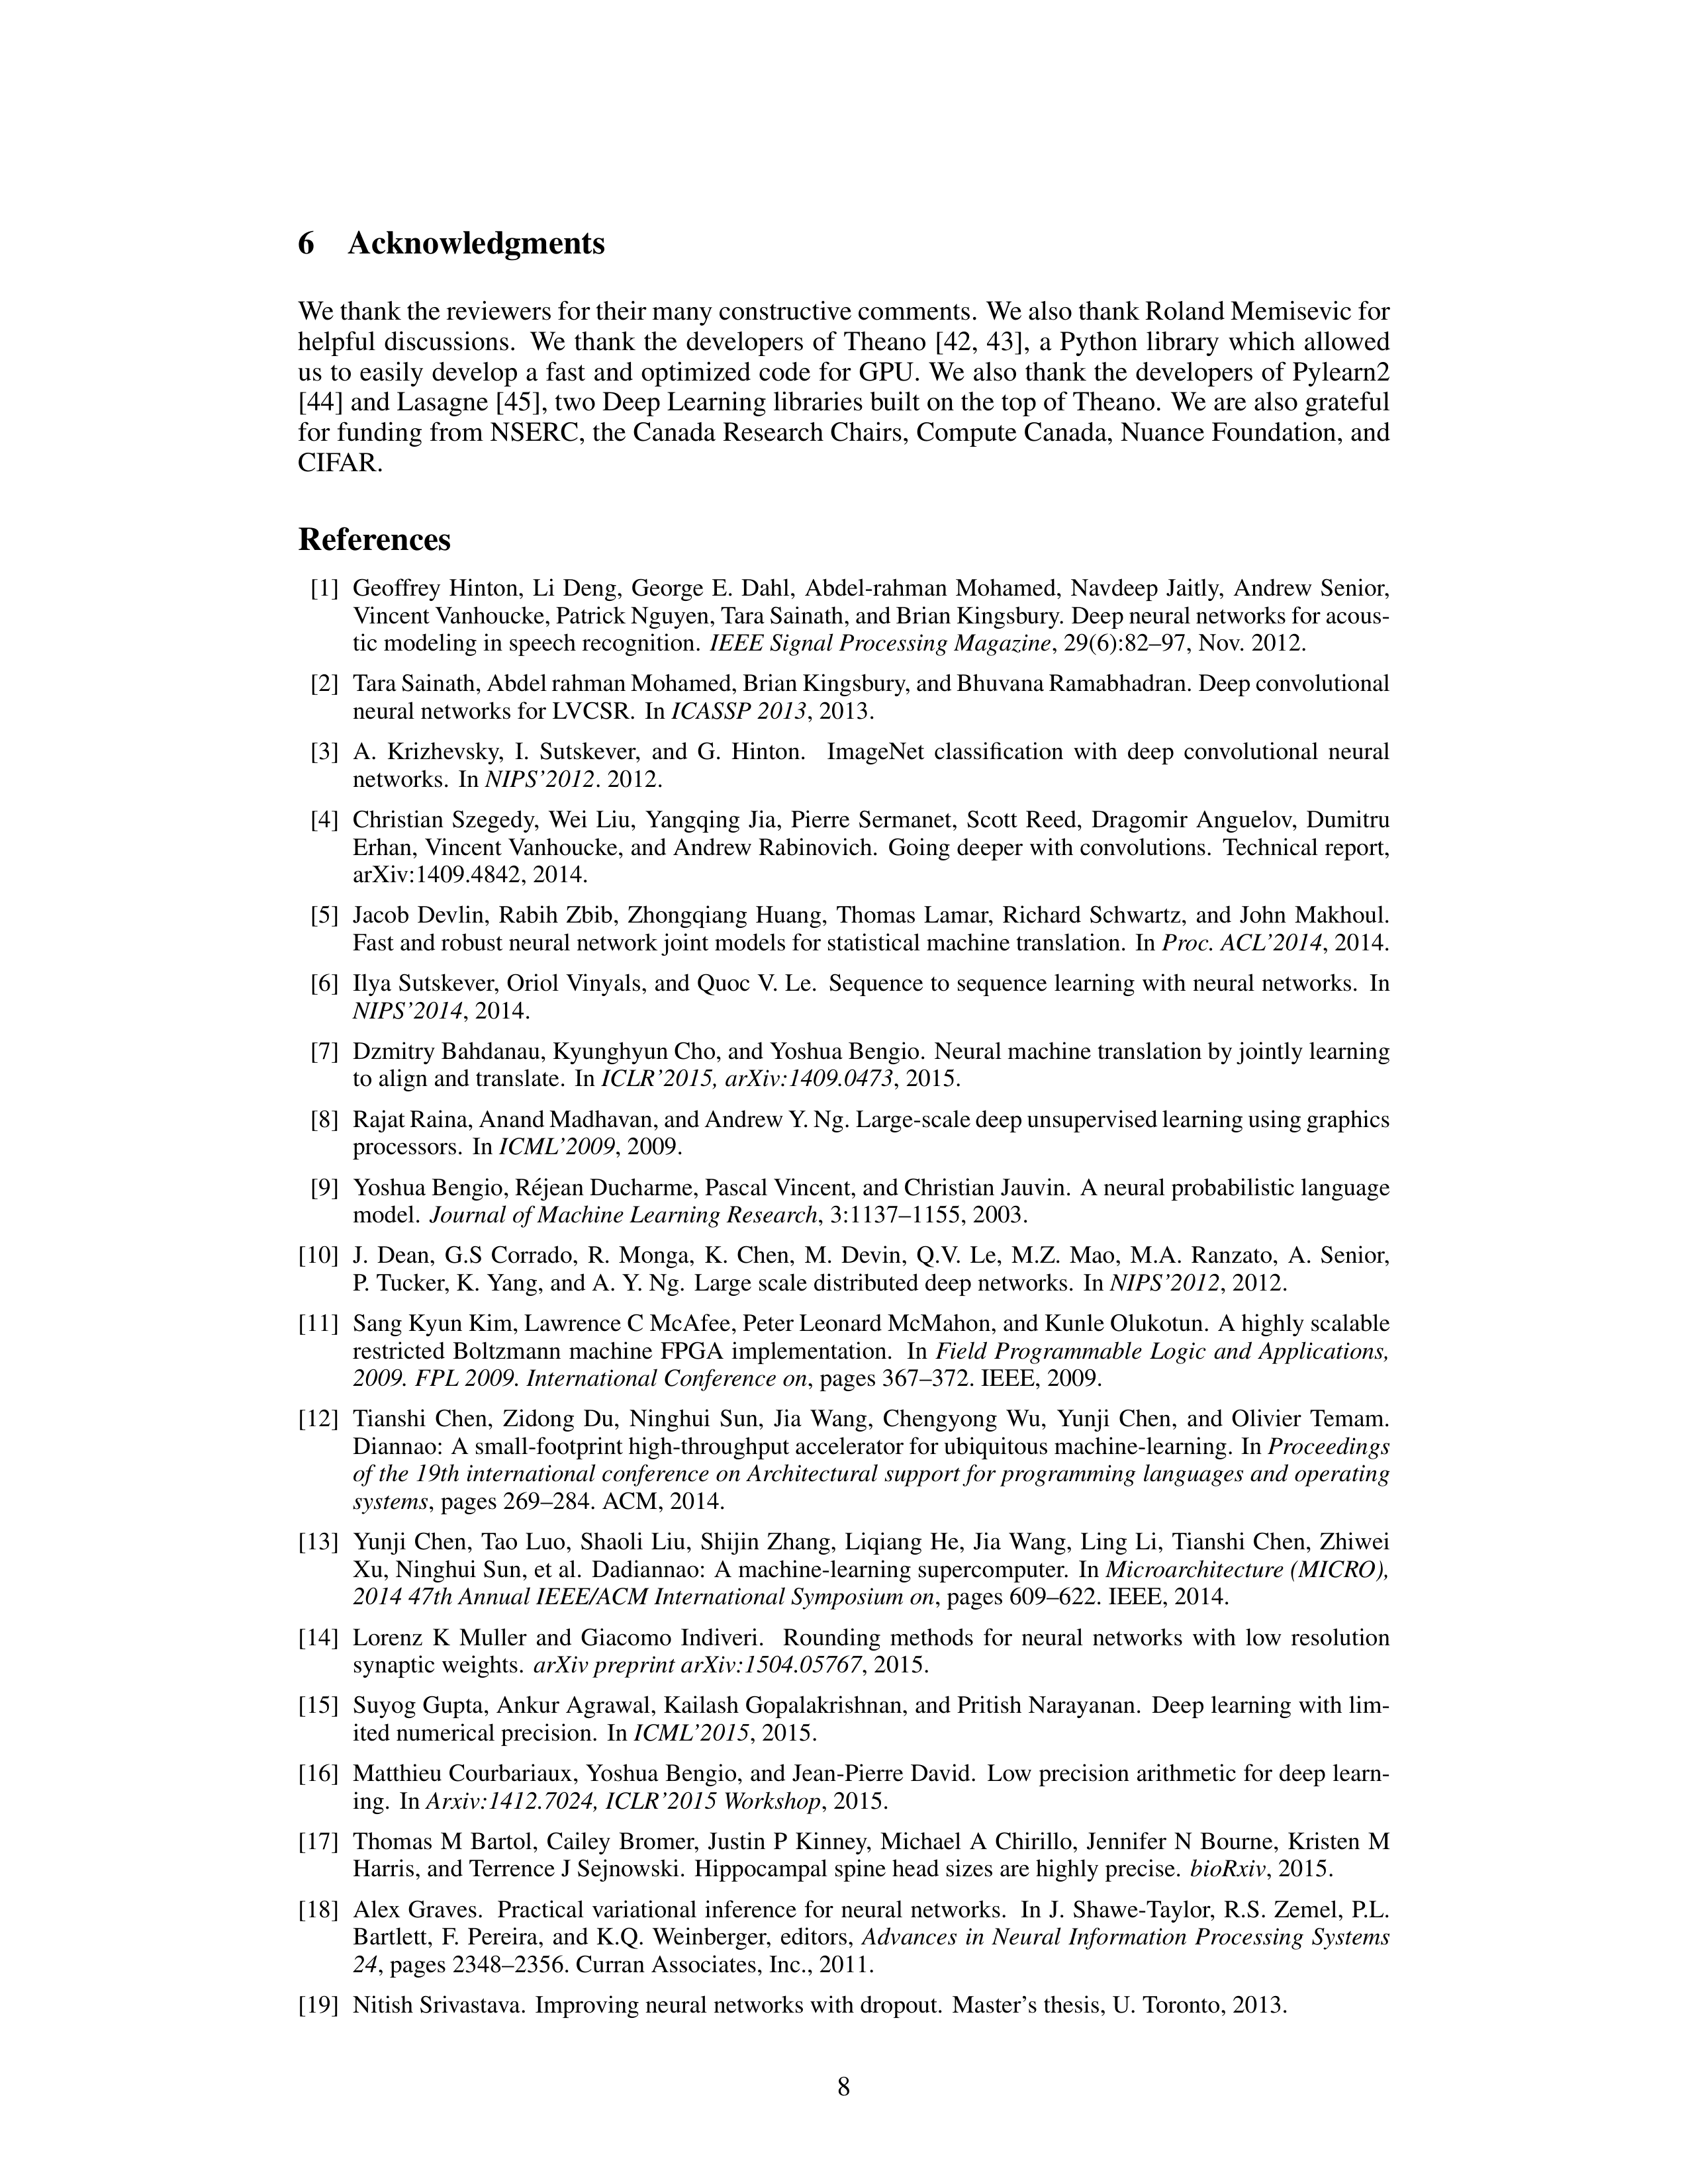 6 Acknowledgments
We thank the reviewers for their many constructive comments. We also thank Roland Memisevic for
helpful discussions. We thank the developers of Theano [42, 43], a Python library which allowed
us to easily develop a fast and optimized code for GPU. We also thank the developers of Pylearn2
[44] and Lasagne [45], two Deep Learning libraries built on the top of Theano. We are also grateful
for funding from NSERC, the Canada Research Chairs, Compute Canada, Nuance Foundation, and
CIFAR.
References
[1] Geoffrey Hinton, Li Deng, George E. Dahl, Abdel-rahman Mohamed, Navdeep Jaitly, Andrew Senior,
Vincent Vanhoucke, Patrick Nguyen, Tara Sainath, and Brian Kingsbury. Deep neural networks for acous-
tic modeling in speech recognition. IEEE Signal Processing Magazine, 29(6):82–97, Nov. 2012.
[2] Tara Sainath, Abdel rahman Mohamed, Brian Kingsbury, and Bhuvana Ramabhadran. Deep convolutional
neural networks for LVCSR. In ICASSP 2013, 2013.
[3] A. Krizhevsky, I. Sutskever, and G. Hinton. ImageNet classification with deep convolutional neural
networks. In NIPS'2012. 2012.
[4] Christian Szegedy, Wei Liu, Yangqing Jia, Pierre Sermanet, Scott Reed, Dragomir Anguelov, Dumitru
Erhan, Vincent Vanhoucke, and Andrew Rabinovich. Going deeper with convolutions. Technical report,
arXiv:1409.4842, 2014.
[5] Jacob Devlin, Rabih Zbib, Zhongqiang Huang, Thomas Lamar, Richard Schwartz, and John Makhoul.
Fast and robust neural network joint models for statistical machine translation. In Proc. ACL'2014, 2014.
[6] Ilya Sutskever, Oriol Vinyals, and Quoc V. Le. Sequence to sequence learning with neural networks. In
NIPS'2014, 2014.
[7] Dzmitry Bahdanau, Kyunghyun Cho, and Yoshua Bengio. Neural machine translation by jointly learning
to align and translate. In ICLR'2015, arXiv:1409.0473, 2015.
[8] Rajat Raina, Anand Madhavan, and Andrew Y. Ng. Large-scale deep unsupervised learning using graphics
processors. In ICML'2009, 2009.
[9] Yoshua Bengio, Réjean Ducharme, Pascal Vincent, and Christian Jauvin. A neural probabilistic language
model. Journal of Machine Learning Research, 3:1137–1155, 2003.
[10] J. Dean, G.S Corrado, R. Monga, K. Chen, M. Devin, Q.V. Le, M.Z. Mao, M.A. Ranzato, A. Senior,
P. Tucker, K. Yang, and A. Y. Ng. Large scale distributed deep networks. In NIPS'2012, 2012.
[11] Sang Kyun Kim, Lawrence C McAfee, Peter Leonard McMahon, and Kunle Olukotun. A highly scalable
restricted Boltzmann machine FPGA implementation. In Field Programmable Logic and Applications,
2009. FPL 2009. International Conference on, pages 367–372. IEEE, 2009.
[12] Tianshi Chen, Zidong Du, Ninghui Sun, Jia Wang, Chengyong Wu, Yunji Chen, and Olivier Temam.
Diannao: A small-footprint high-throughput accelerator for ubiquitous machine-learning. In Proceedings
of the 19th international conference on Architectural support for programming languages and operating
systems, pages 269–284. ACM, 2014.
[13] Yunji Chen, Tao Luo, Shaoli Liu, Shijin Zhang, Liqiang He, Jia Wang, Ling Li, Tianshi Chen, Zhiwei
Xu, Ninghui Sun, et al. Dadiannao: A machine-learning supercomputer. In Microarchitecture (MICRO),
2014 47th Annual IEEE/ACM International Symposium on, pages 609–622. IEEE, 2014.
[14] Lorenz K Muller and Giacomo Indiveri. Rounding methods for neural networks with low resolution
synaptic weights. arXiv preprint arXiv:1504.05767, 2015.
[15] Suyog Gupta, Ankur Agrawal, Kailash Gopalakrishnan, and Pritish Narayanan. Deep learning with lim-
ited numerical precision. In ICML'2015, 2015.
[16] Matthieu Courbariaux, Yoshua Bengio, and Jean-Pierre David. Low precision arithmetic for deep learn-
ing. In Arxiv:1412.7024, ICLR'2015 Workshop, 2015.
[17] Thomas M Bartol, Cailey Bromer, Justin P Kinney, Michael A Chirillo, Jennifer N Bourne, Kristen M
Harris, and Terrence J Sejnowski. Hippocampal spine head sizes are highly precise. bioRxiv, 2015.
[18] Alex Graves. Practical variational inference for neural networks. In J. Shawe-Taylor, R.S. Zemel, P.L.
Bartlett, F. Pereira, and K.Q. Weinberger, editors, Advances in Neural Information Processing Systems
24, pages 2348–2356. Curran Associates, Inc., 2011.
[19] Nitish Srivastava. Improving neural networks with dropout. Master's thesis, U. Toronto, 2013.
8